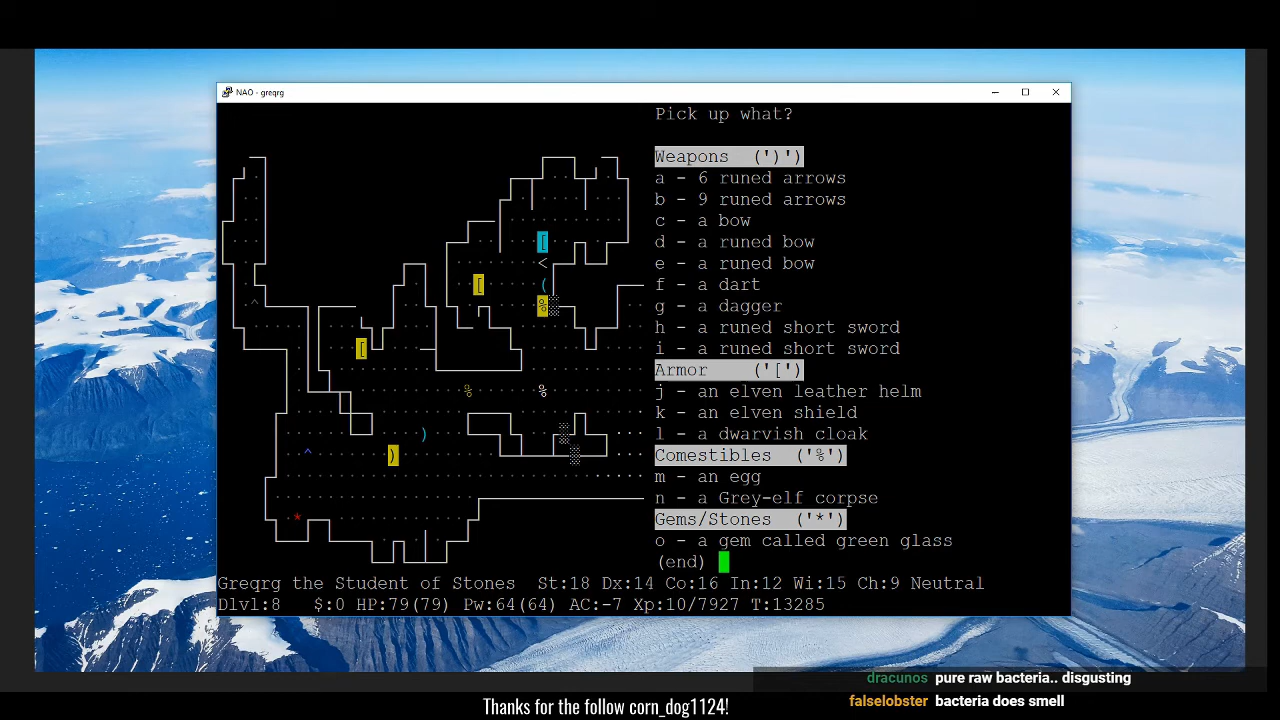 NAO - greqrg
Pick up what?
Weapons (')')
a - 6 runed arrows
b - 9 runed arrows
c - a bow
d - a runed bow
e - a runed bow
f - a dart
g - a dagger
h - a runed short sword
i - a runed short sword
Armor ('[')
j - an elven leather helm
k - an elven shield
l - a dwarvish cloak
Comestibles ('%')
m - an egg
n - a Grey-elf corpse
Gems/Stones ('*')
o - a gem called green glass
(end)
Greqrg the Student of Stones St:18 Dx:14 Co:16 In:12 Wi:15 Ch:9 Neutral
Dlvl:8 $:0 HP:79(79) Pw:64(64) AC:-7 Xp:10/7927 T:13285
dracunos pure raw bacteria.. disgusting
falselobster bacteria does smell
Thanks for the follow corn_dog1124!